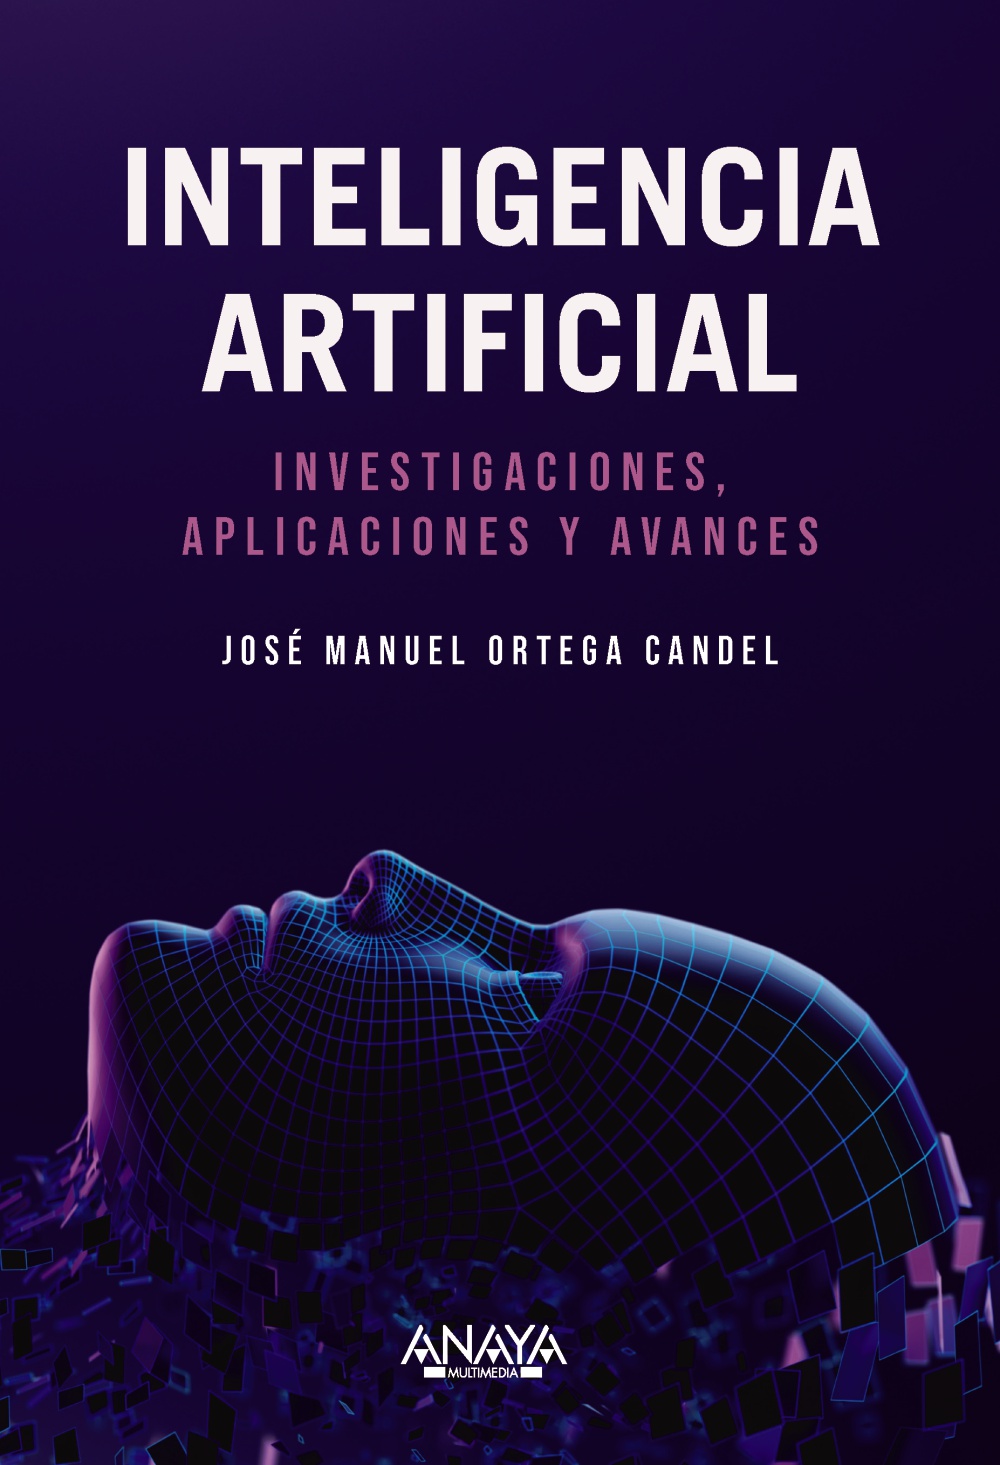 INTELIGENCIA
ARTIFICIAL
INVESTIGACIONES,
APLICACIONES Y AVANCES
JOSÉ MANUEL ORTEGA CANDEL
ANAYA
MULTIMEDIA